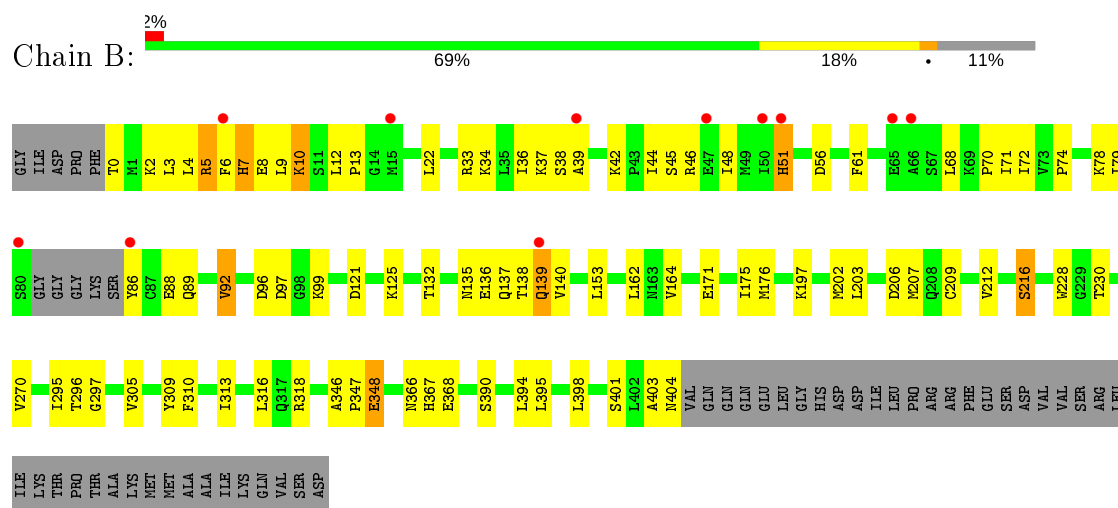 2%
Chain B:
69% 18% • 11%
GLY ILE ASP PRO PHE T0 M1 K2 L3 L4 R5 F6 H7 E8 L9 K10 S11 L12 P13 G14 M15 L22 R33 K34 L35 I36 K37 S38 A39 K42 P43 I44 S45 R46 E47 I48 M49 I50 H51 D56 F61 E65 A66 S67 L68 K69 P70 I71 I72 V73 P74 K78 I79
S80 GLY GLY GLY LYS SER Y86 C87 E88 Q89 V92 D96 D97 G98 K99 D121 K125 T132 N135 E136 Q137 T138 Q139 V140 L153 L162 N163 V164 E171 I175 M176 K197 M202 L203 D206 M207 Q208 C209 V212 S216 W228 G229 T230
V270 I295 T296 G297 V305 Y309 F310 I313 L316 Q317 R318 A346 P347 E348 N366 H367 E368 S390 L394 L395 L398 S401 L402 A403 N404 VAL GLN GLN GLN GLU LEU GLY HIS ASP ASP ILE LEU PRO ARG ARG PHE GLU SER ASP VAL VAL SER ARG LEU
ILE LYS THR PRO THR ALA LYS MET MET ALA ALA ILE LYS GLN VAL SER ASP